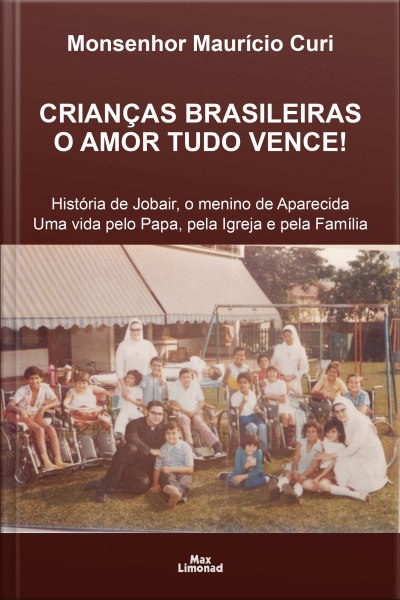 Monsenhor Maurício Curi
CRIANÇAS BRASILEIRAS
O AMOR TUDO VENCE!
História de Jobair, o menino de Aparecida
Uma vida pelo Papa, pela Igreja e pela Família
Max
Limonad